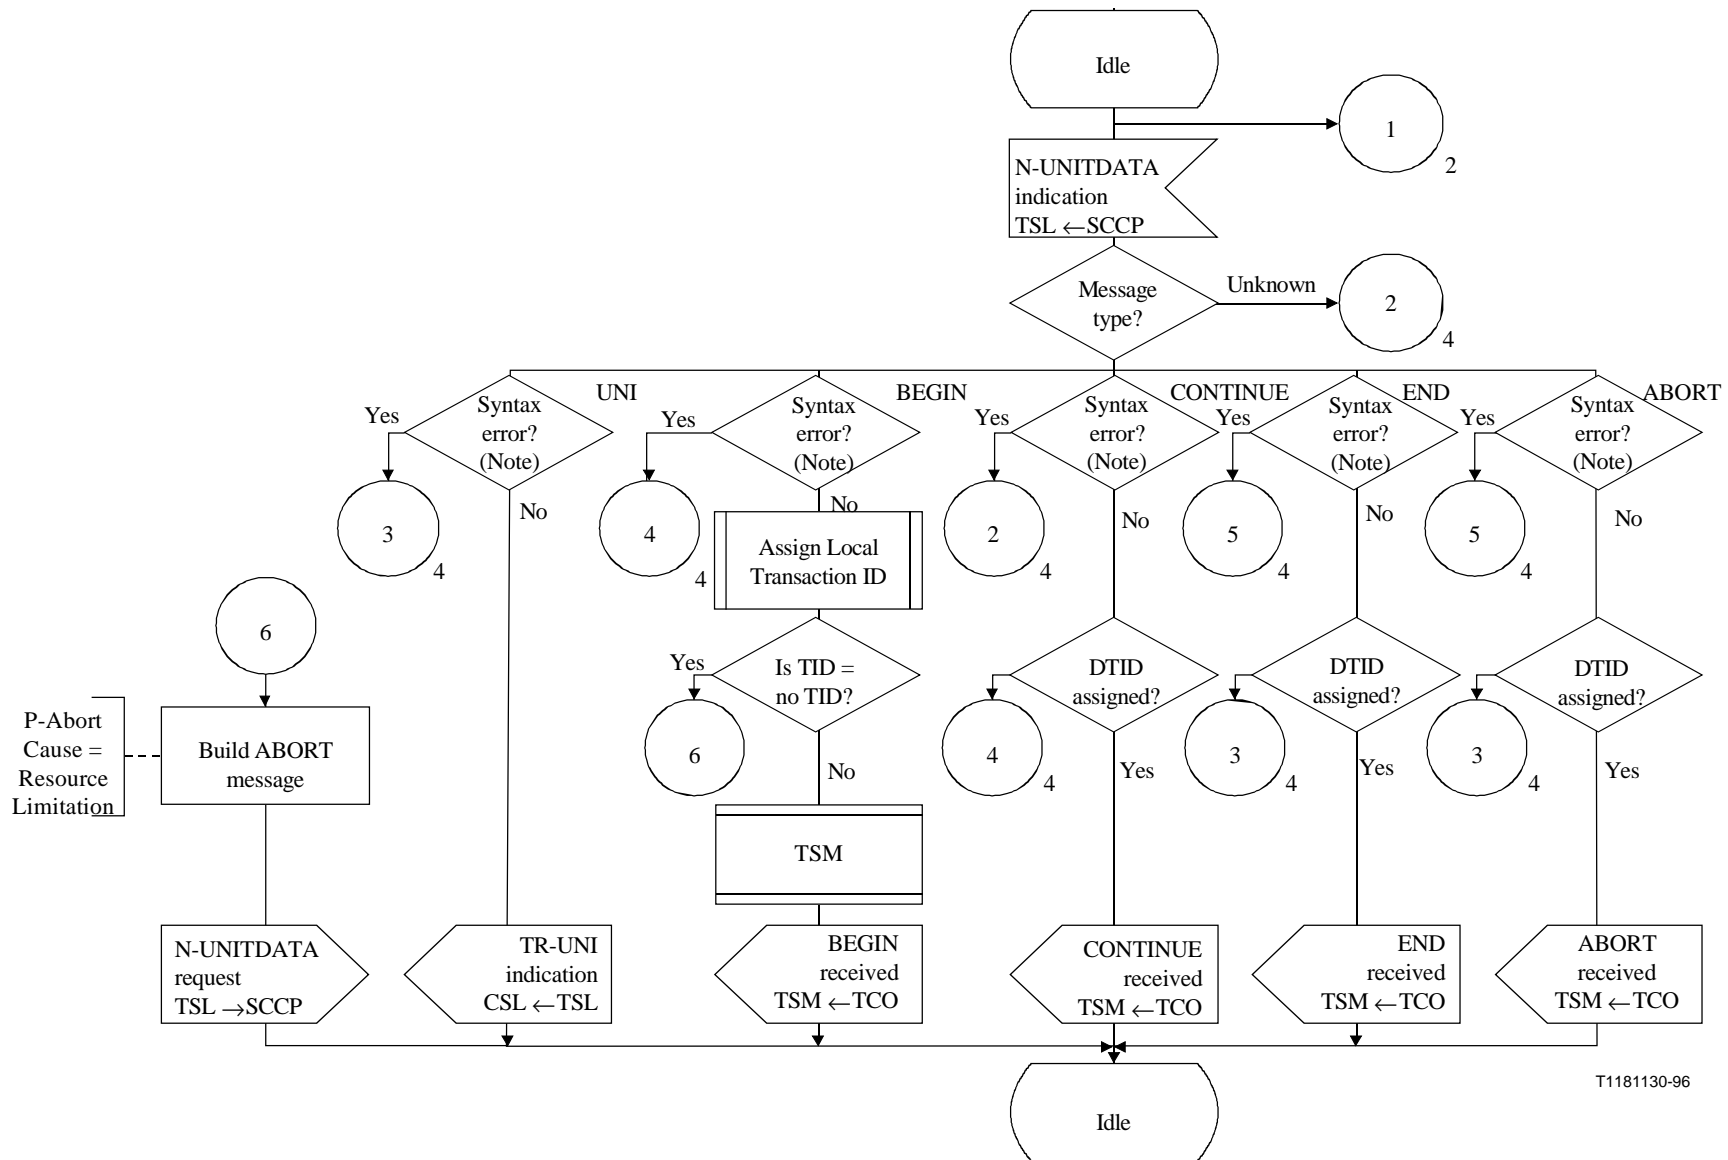 Idle
1
2
N-UNITDATA
indication
TSL ←SCCP
Message
type?
Unknown
2
4
UNI
BEGIN
CONTINUE
END
ABORT
Yes
Syntax
error?
(Note)
Yes
Syntax
error?
(Note)
Yes
Syntax
error?
(Note)
Yes
Syntax
error?
(Note)
Yes
Syntax
error?
(Note)
3
4
No
4
4
No
2
4
No
5
4
No
5
4
No
Assign Local
Transaction ID
6
Yes
Is TID =
no TID?
DTID
assigned?
DTID
assigned?
DTID
assigned?
P-Abort
Cause =
Resource
Limitation
Build ABORT
message
6
No
4
4
Yes
3
4
Yes
3
4
Yes
TSM
N-UNITDATA
request
TSL →SCCP
TR-UNI
indication
CSL ←TSL
BEGIN
received
TSM ←TCO
CONTINUE
received
TSM ←TCO
END
received
TSM ←TCO
ABORT
received
TSM ←TCO
T1181130-96
Idle